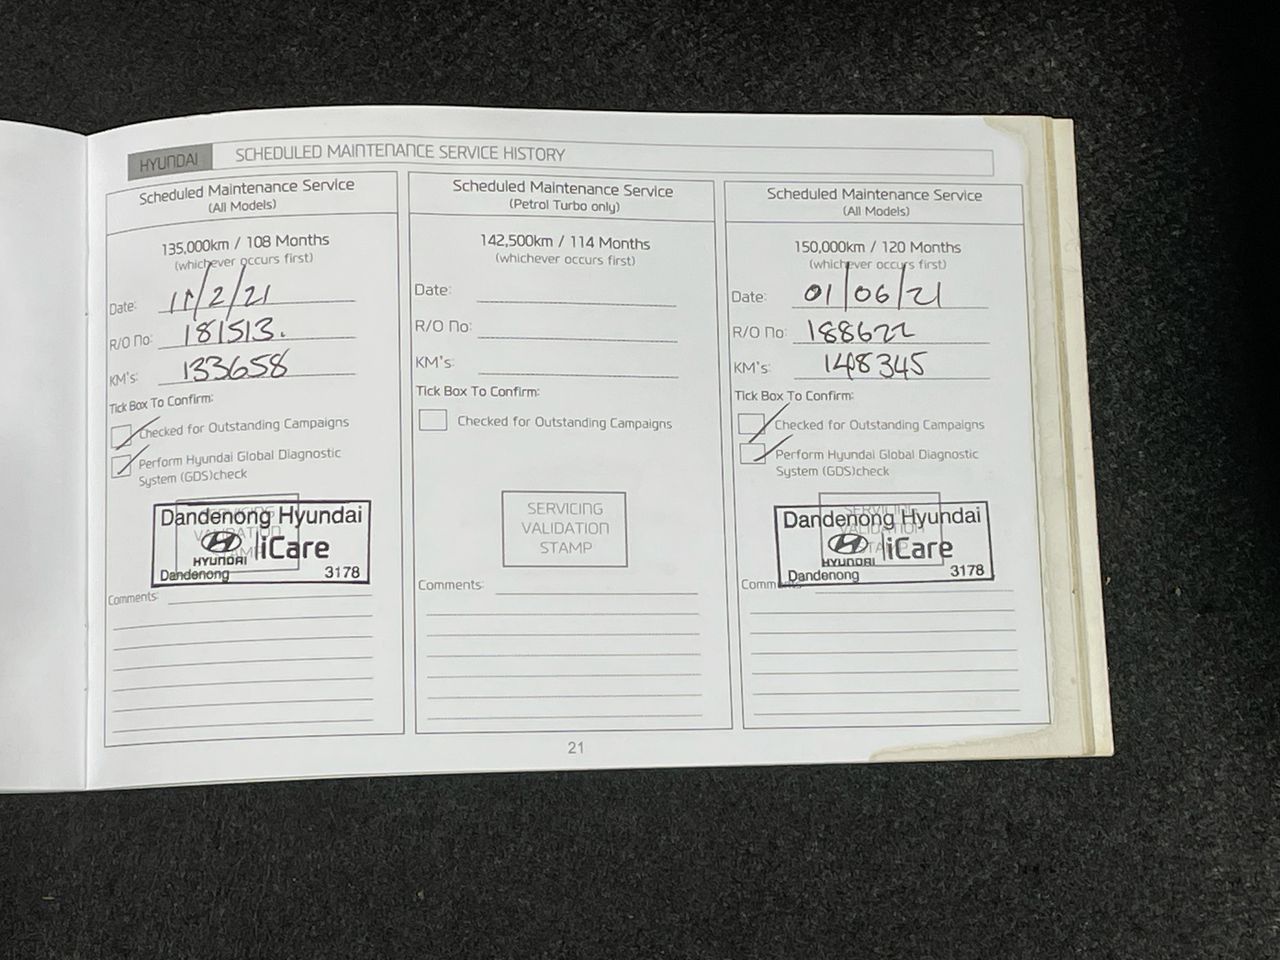 HYUNDAI SCHEDULED MAINTENANCE SERVICE HISTORY
Scheduled Maintenance Service
(All Models)
135,000km / 108 Months
(whichever occurs first)
Date: 11/2/21
R/O No: 181513.
KM's: 133658
Tick Box To Confirm:
Checked for Outstanding Campaigns
Perform Hyundai Global Diagnostic
System (GDS)check
SERVICING
VALIDATION
STAMP
Dandenong Hyundai
HYUNDAI iCare
Dandenong 3178
Comments:
Scheduled Maintenance Service
(Petrol Turbo only)
142,500km / 114 Months
(whichever occurs first)
Date:
R/O No:
KM's:
Tick Box To Confirm:
Checked for Outstanding Campaigns
SERVICING
VALIDATION
STAMP
Comments:
Scheduled Maintenance Service
(All Models)
150,000km / 120 Months
(whichever occurs first)
Date: 01/06/21
R/O No: 188622
KM's: 148345
Tick Box To Confirm:
Checked for Outstanding Campaigns
Perform Hyundai Global Diagnostic
System (GDS)check
SERVICING
VALIDATION
STAMP
Dandenong Hyundai
HYUNDAI iCare
Dandenong 3178
Comments:
21